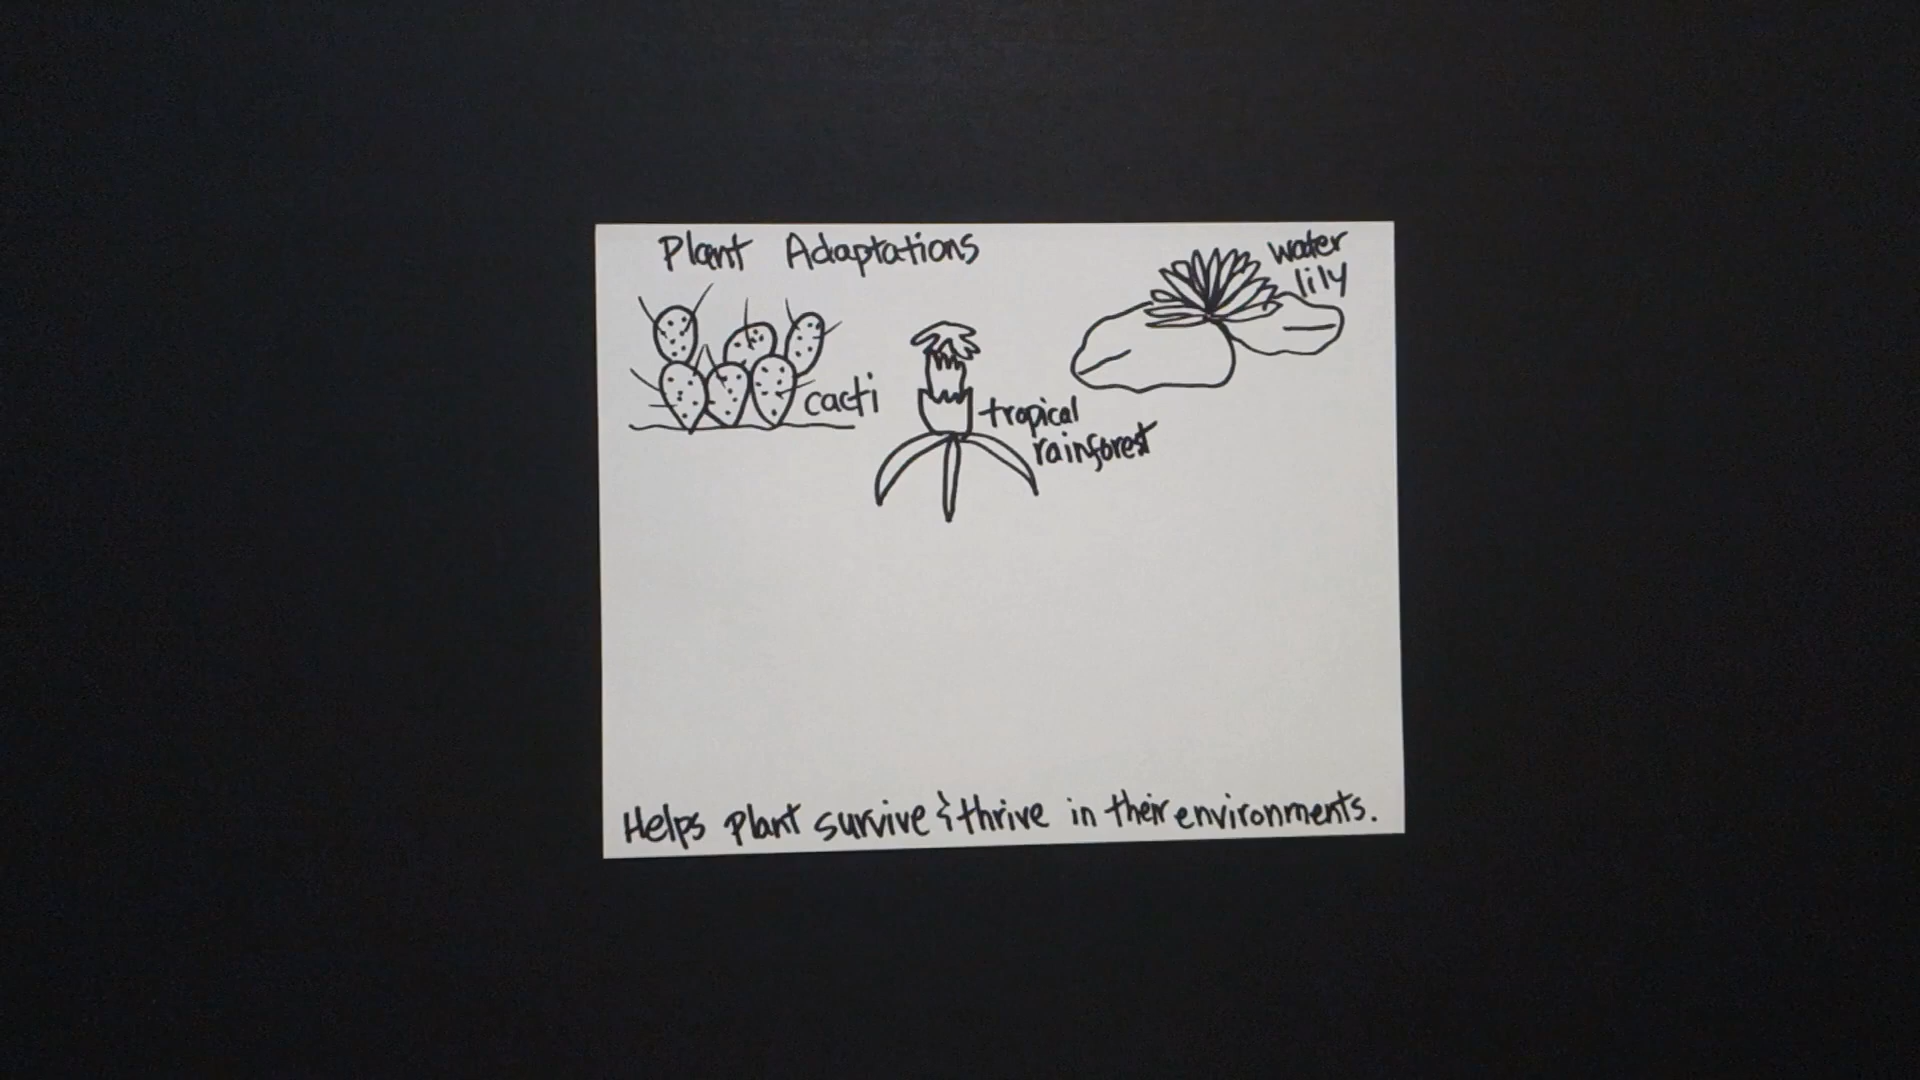 Plant Adaptations
water
lily
cacti
tropical
rainforest
Helps plant survive & thrive in their environments.